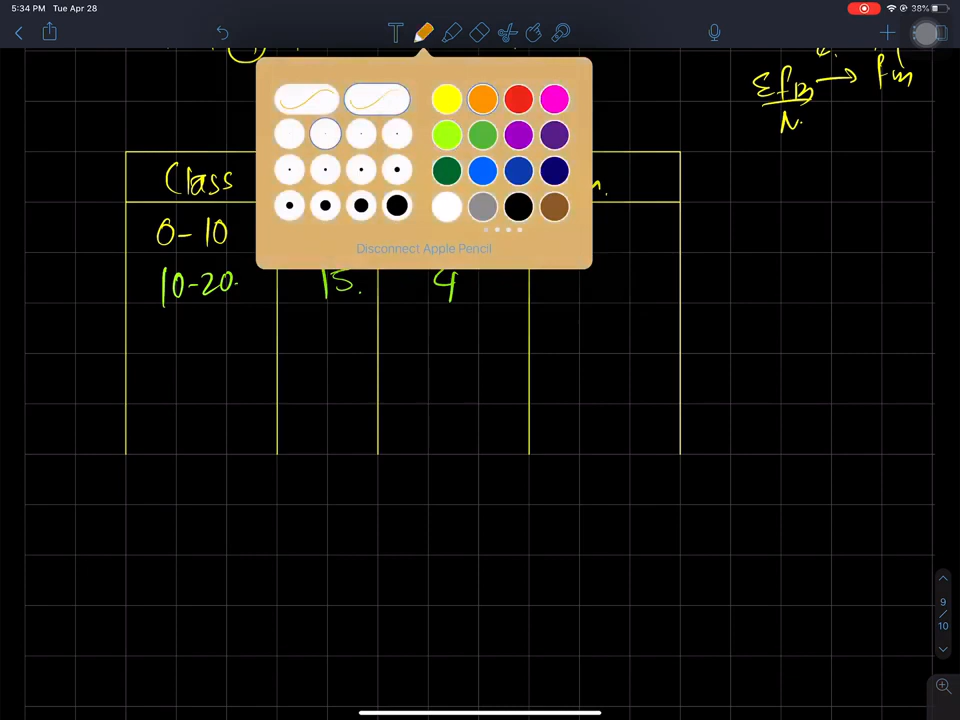 5:34 PM Tue Apr 28
38%
Σfm
N.
fm
Class
m.
0-10
Disconnect Apple Pencil
10-20. 15. 4
9
/
10